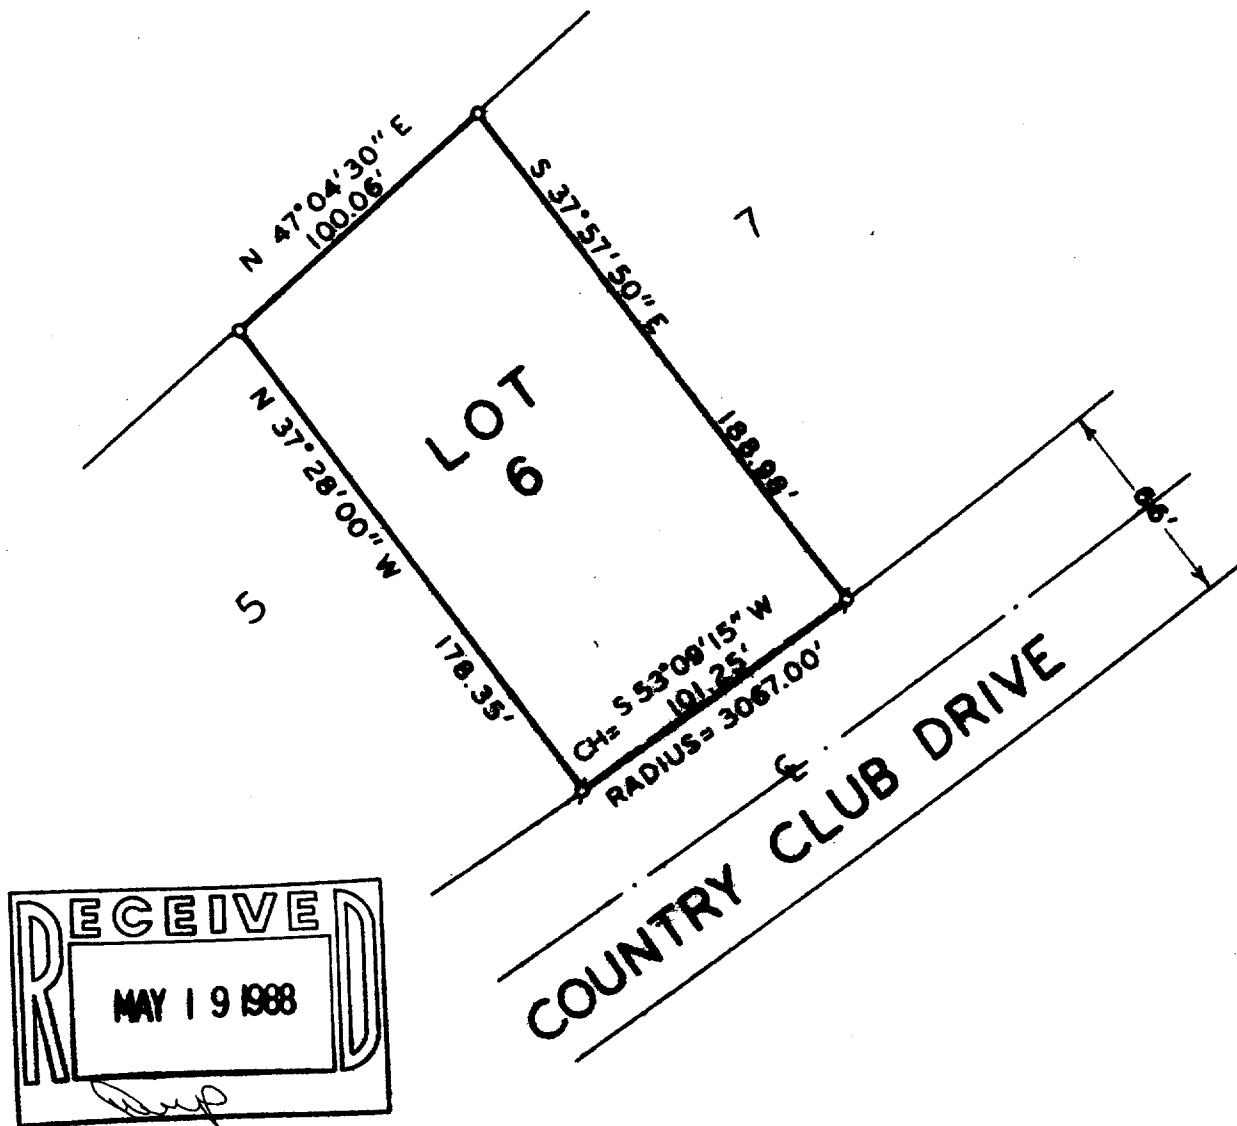 N 47°04'30" E
100.06'
S 37°57'50" E
188.98'
7
LOT
6
N 37°28'00" W
178.35'
5
66'
CH= S 53°09'15" W
101.25'
RADIUS= 3067.00'
℄
COUNTRY CLUB DRIVE
RECEIVED
MAY 19 1988